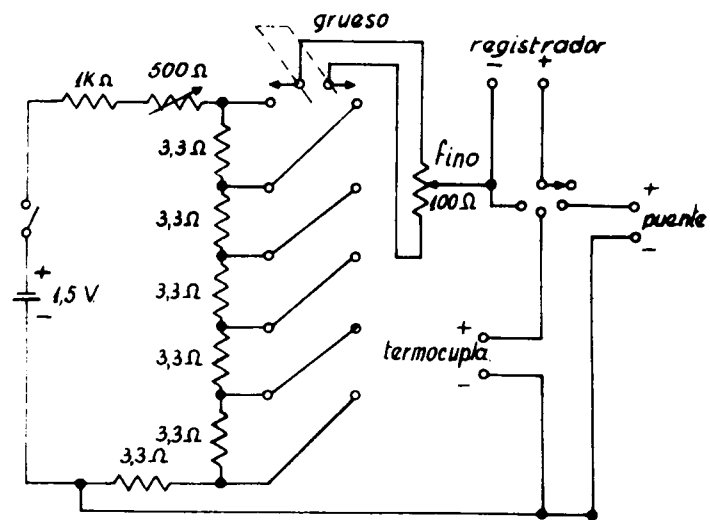 grueso
registrador
- +
1KΩ
500Ω
3,3Ω
fino
100Ω
3,3Ω
+
puente
-
3,3Ω
+
1,5 V.
-
3,3Ω
+
termocupla.
-
3,3Ω
3,3Ω